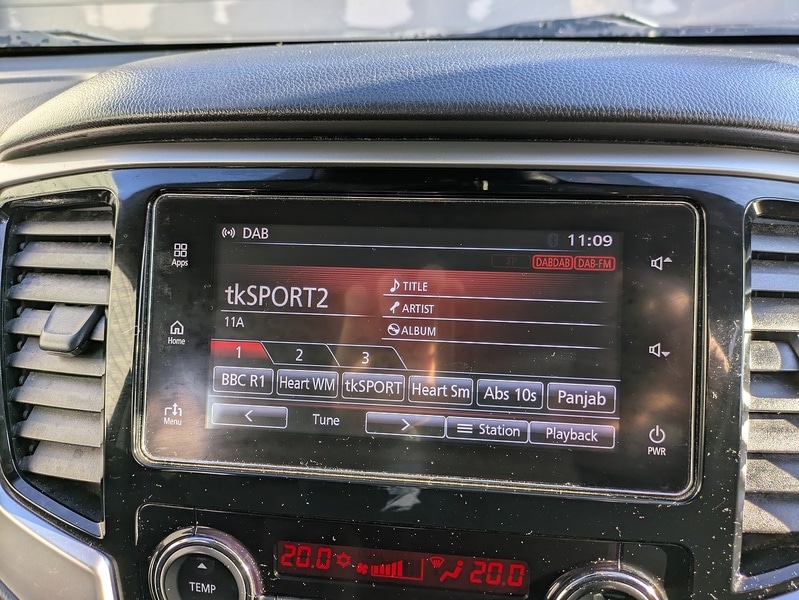 DAB
11:09
Apps
TP DABDAB DAB-FM
tkSPORT2
TITLE
ARTIST
ALBUM
11A
Home
1 2 3
BBC R1 Heart WM tkSPORT Heart Sm Abs 10s Panjab
Menu
< Tune > Station Playback
PWR
20.0 20.0
TEMP